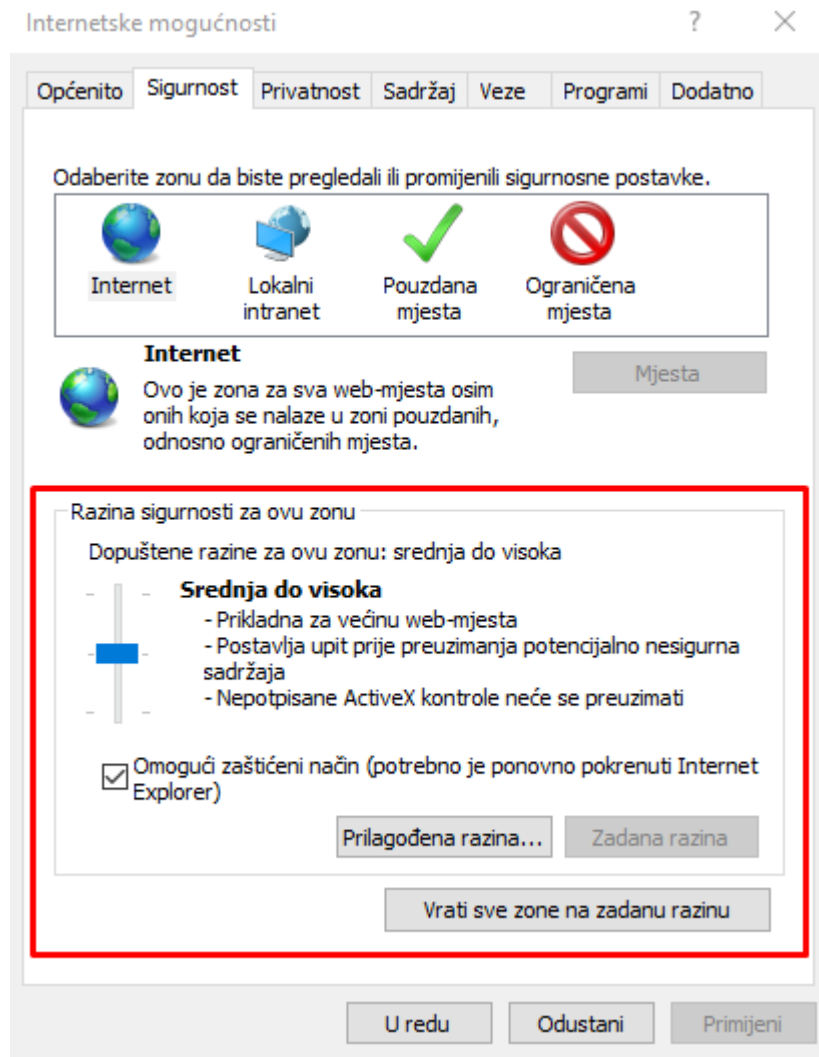 Internetske mogućnosti
?
Općenito Sigurnost Privatnost Sadržaj Veze Programi Dodatno
Odaberite zonu da biste pregledali ili promijenili sigurnosne postavke.
Internet
Lokalni
intranet
Pouzdana
mjesta
Ograničena
mjesta
Internet
Mjesta
Ovo je zona za sva web-mjesta osim
onih koja se nalaze u zoni pouzdanih,
odnosno ograničenih mjesta.
Razina sigurnosti za ovu zonu
Dopuštene razine za ovu zonu: srednja do visoka
Srednja do visoka
- Prikladna za većinu web-mjesta
- Postavlja upit prije preuzimanja potencijalno nesigurna
sadržaja
- Nepotpisane ActiveX kontrole neće se preuzimati
Omogući zaštićeni način (potrebno je ponovno pokrenuti Internet
Explorer)
Prilagođena razina... Zadana razina
Vrati sve zone na zadanu razinu
U redu Odustani Primijeni